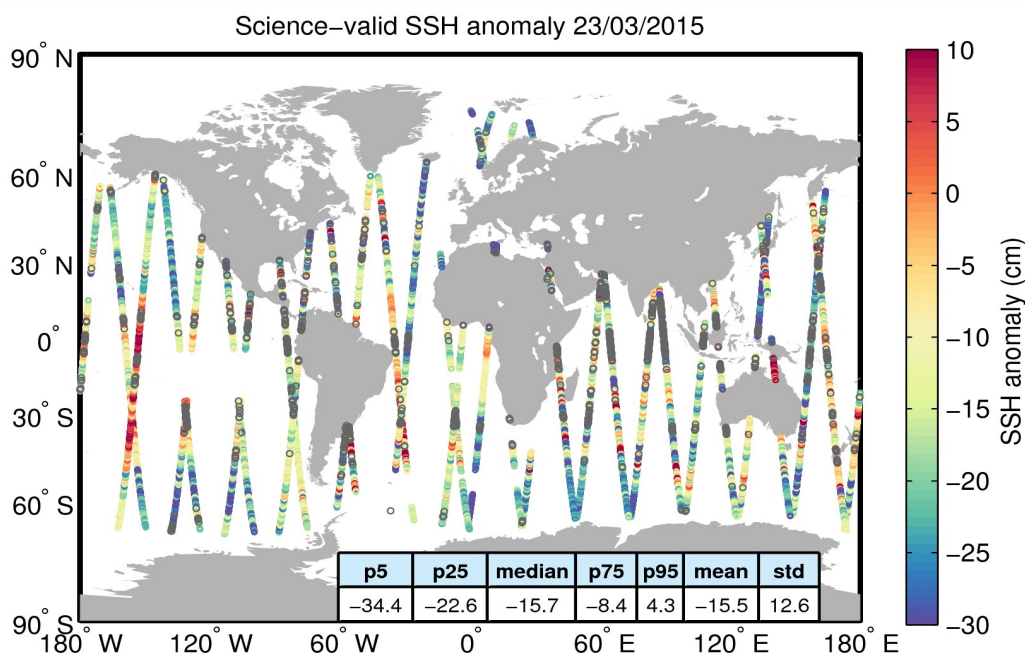 Science−valid SSH anomaly 23/03/2015
90° N
60° N
30° N
0°
30° S
60° S
90° S
180° W
120° W
60° W
0°
60° E
120° E
180° E
p5 p25 median p75 p95 mean std
−34.4 −22.6 −15.7 −8.4 4.3 −15.5 12.6
10
5
0
−5
−10
−15
−20
−25
−30
SSH anomaly (cm)